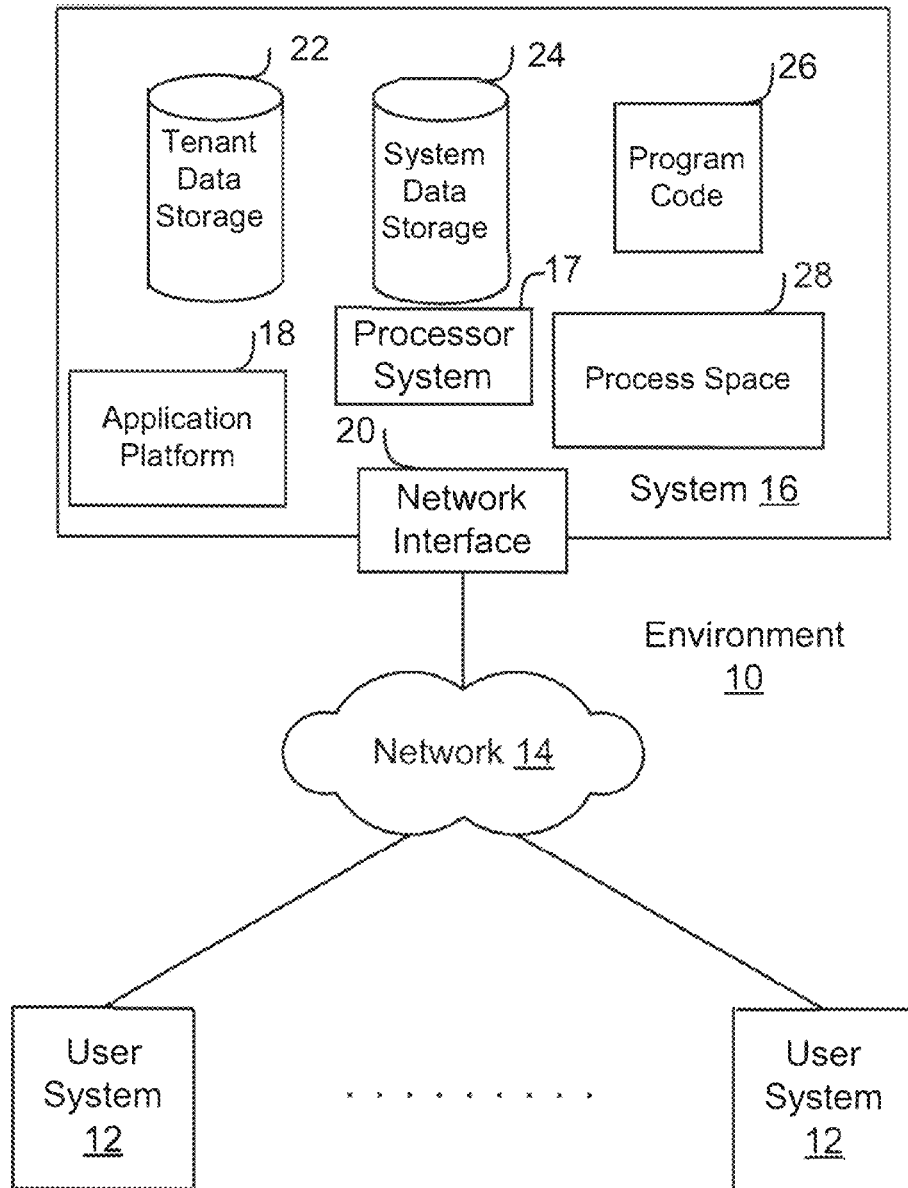 22
24
26
Tenant
Data
Storage
System
Data
Storage
Program
Code
17
28
18
Processor
System
Process Space
Application
Platform
20
Network
Interface
System 16
Environment
10
Network 14
User
System
12
. . . . . . . . .
User
System
12